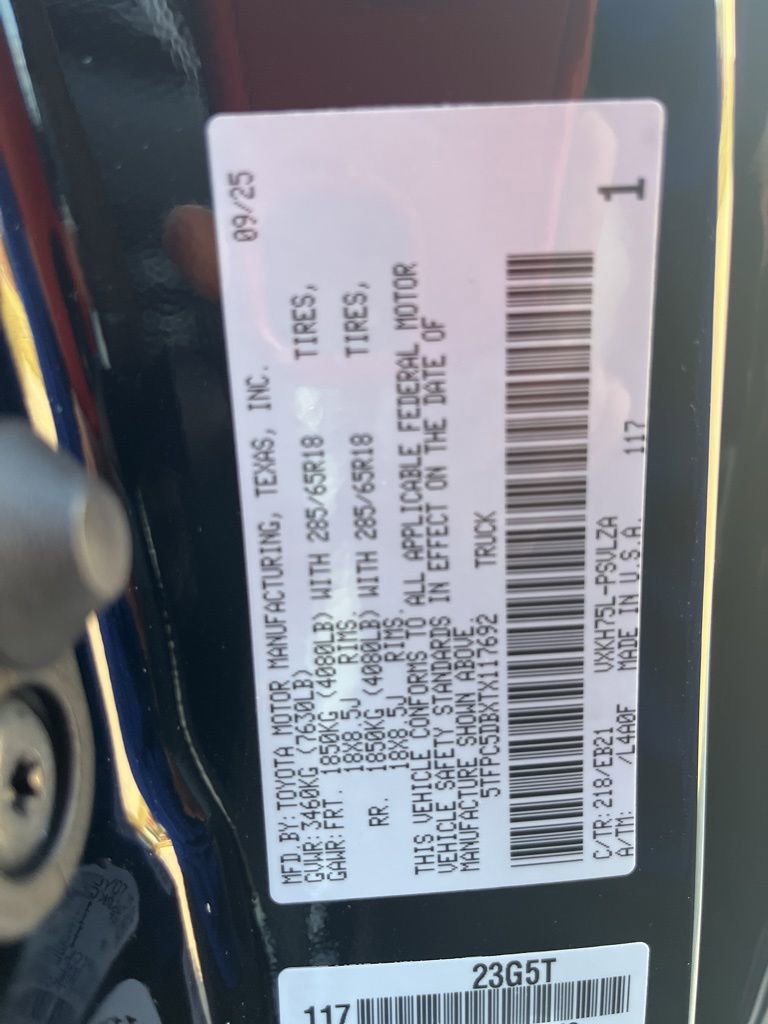 MFD.BY:TOYOTA MOTOR MANUFACTURING, TEXAS, INC. 09/25
GVWR:3460KG (7630LB)
GAWR:FRT. 1850KG (4080LB) WITH 285/65R18 TIRES,
18X8.5J RIMS.
RR. 1850KG (4080LB) WITH 285/65R18 TIRES,
18X8.5J RIMS.
THIS VEHICLE CONFORMS TO ALL APPLICABLE FEDERAL MOTOR
VEHICLE SAFETY STANDARDS IN EFFECT ON THE DATE OF
MANUFACTURE SHOWN ABOVE.
5TFPC5DBXTX117692 TRUCK
1
C/TR:218/EB21 VXKH75L-PSVLZA
A/TM: /L4A0F MADE IN U.S.A. 117
23G5T
117